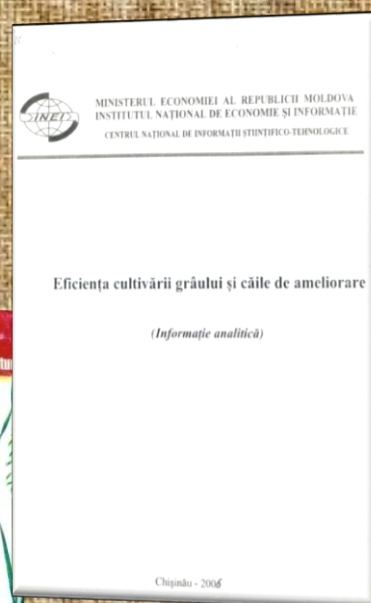 INEI
MINISTERUL ECONOMIEI AL REPUBLICII MOLDOVA
INSTITUTUL NAȚIONAL DE ECONOMIE ȘI INFORMAȚIE
CENTRUL NAȚIONAL DE INFORMAȚII ȘTIINȚIFICO-TEHNOLOGICE
Eficiența cultivării grâului și căile de ameliorare
(Informație analitică)
Chișinău - 2006